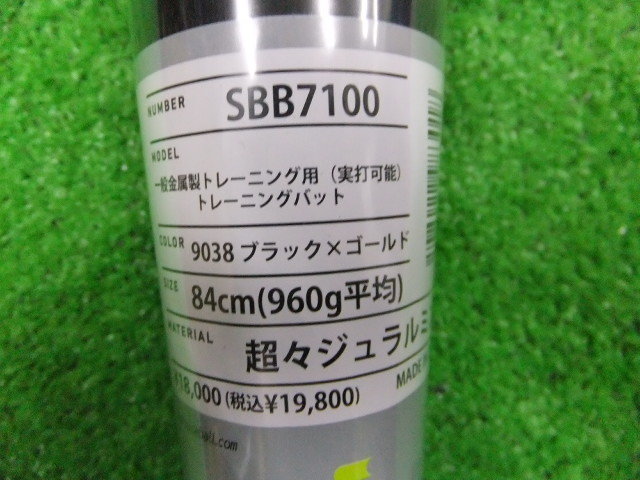 NUMBER SBB7100
MODEL
一般金属製トレーニング用（実打可能）
トレーニングバット
COLOR 9038 ブラック×ゴールド
SIZE 84cm(960g平均)
MATERIAL 超々ジュラルミ
¥18,000 (税込¥19,800) MADE
.com